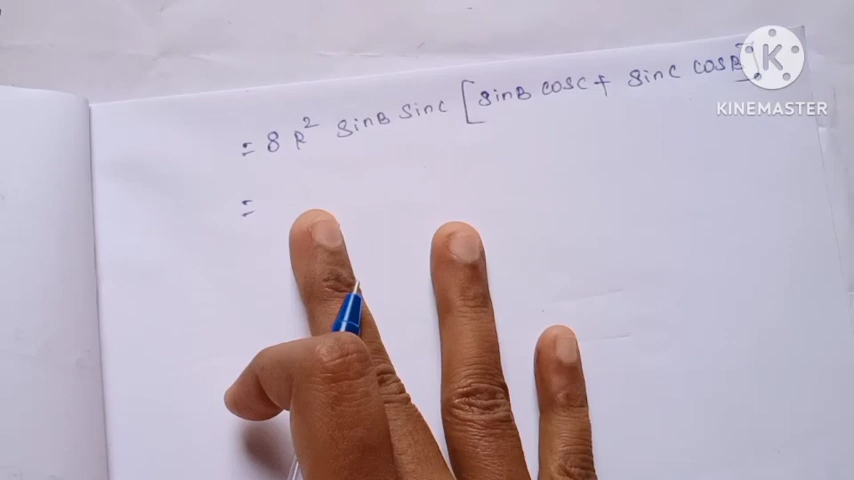 = 8 R² sinB sinC [sinB cosC + sinC cosB]
=
KINEMASTER